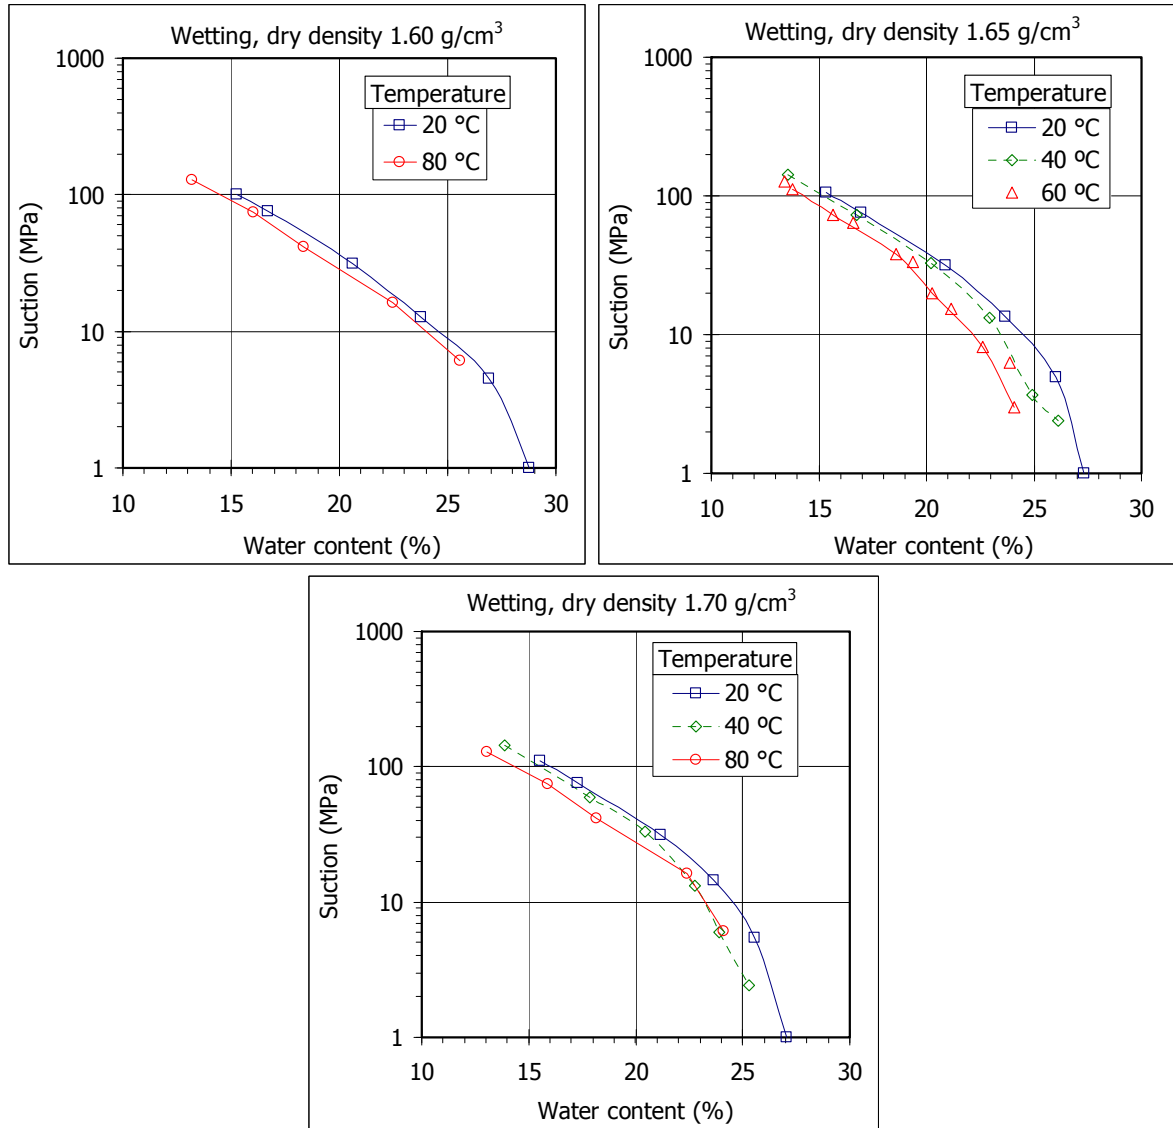 Wetting, dry density 1.60 g/cm³
1000
100
10
1
Suction (MPa)
Temperature
20 °C
80 °C
10 15 20 25 30
Water content (%)
Wetting, dry density 1.65 g/cm³
1000
100
10
1
Suction (MPa)
Temperature
20 °C
40 ºC
60 ºC
10 15 20 25 30
Water content (%)
Wetting, dry density 1.70 g/cm³
1000
100
10
1
Suction (MPa)
Temperature
20 °C
40 ºC
80 °C
10 15 20 25 30
Water content (%)